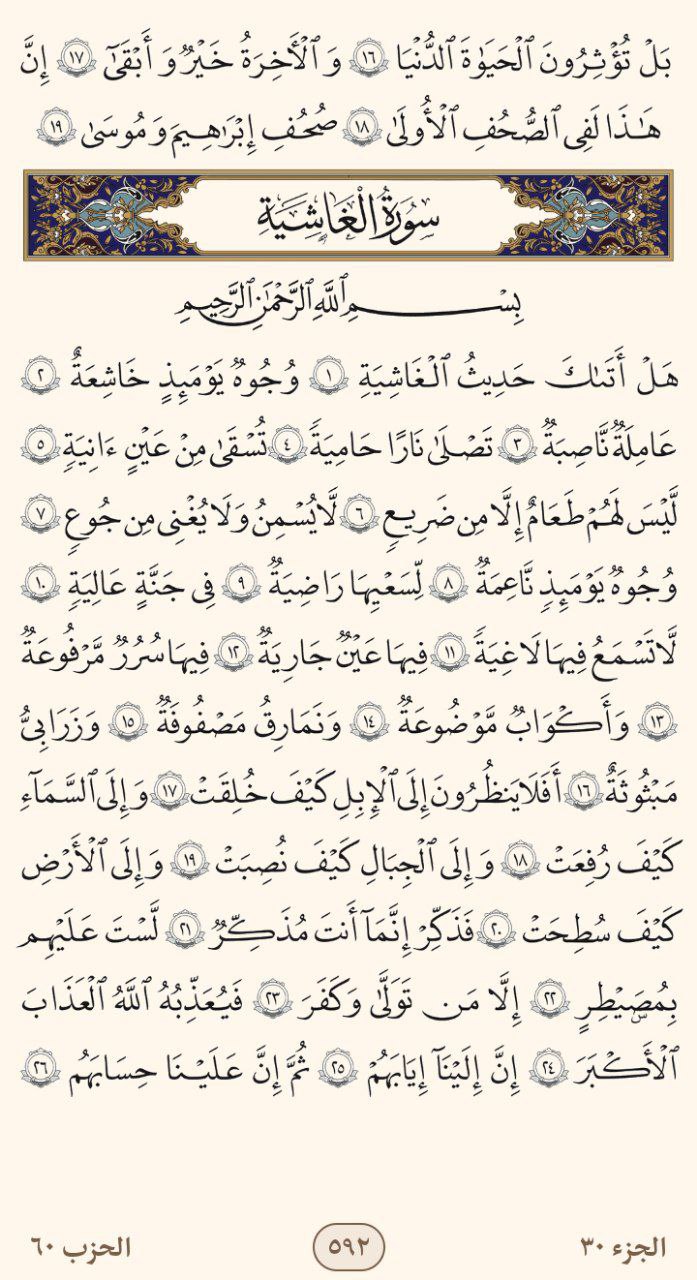 بَلْ تُؤْثِرُونَ ٱلْحَيَوٰةَ ٱلدُّنْيَا ١٦ وَٱلْأَخِرَةُ خَيْرٌ وَأَبْقَىٰٓ ١٧ إِنَّ
هَـٰذَا لَفِى ٱلصُّحُفِ ٱلْأُولَىٰ ١٨ صُحُفِ إِبْرَٰهِيمَ وَمُوسَىٰ ١٩
سُورَةُ الْغَاشِيَةِ
بِسْمِ ٱللَّهِ ٱلرَّحْمَٰنِ ٱلرَّحِيمِ
هَلْ أَتَىٰكَ حَدِيثُ ٱلْغَٰشِيَةِ ١ وُجُوهٌ يَوْمَئِذٍ خَٰشِعَةٌ ٢
عَامِلَةٌ نَّاصِبَةٌ ٣ تَصْلَىٰ نَارًا حَامِيَةً ٤ تُسْقَىٰ مِنْ عَيْنٍ ءَانِيَةٍ ٥
لَّيْسَ لَهُمْ طَعَامٌ إِلَّا مِن ضَرِيعٍ ٦ لَّا يُسْمِنُ وَلَا يُغْنِى مِن جُوعٍ ٧
وُجُوهٌ يَوْمَئِذٍ نَّاعِمَةٌ ٨ لِّسَعْيِهَا رَاضِيَةٌ ٩ فِى جَنَّةٍ عَالِيَةٍ ١٠
لَّا تَسْمَعُ فِيهَا لَٰغِيَةً ١١ فِيهَا عَيْنٌ جَارِيَةٌ ١٢ فِيهَا سُرُرٌ مَّرْفُوعَةٌ
١٣ وَأَكْوَابٌ مَّوْضُوعَةٌ ١٤ وَنَمَارِقُ مَصْفُوفَةٌ ١٥ وَزَرَابِىُّ
مَبْثُوثَةٌ ١٦ أَفَلَا يَنظُرُونَ إِلَى ٱلْإِبِلِ كَيْفَ خُلِقَتْ ١٧ وَإِلَى ٱلسَّمَآءِ
كَيْفَ رُفِعَتْ ١٨ وَإِلَى ٱلْجِبَالِ كَيْفَ نُصِبَتْ ١٩ وَإِلَى ٱلْأَرْضِ
كَيْفَ سُطِحَتْ ٢٠ فَذَكِّرْ إِنَّمَآ أَنتَ مُذَكِّرٌ ٢١ لَّسْتَ عَلَيْهِم
بِمُصَۜيْطِرٍ ٢٢ إِلَّا مَن تَوَلَّىٰ وَكَفَرَ ٢٣ فَيُعَذِّبُهُ ٱللَّهُ ٱلْعَذَابَ
ٱلْأَكْبَرَ ٢٤ إِنَّ إِلَيْنَآ إِيَابَهُمْ ٢٥ ثُمَّ إِنَّ عَلَيْنَا حِسَابَهُم ٢٦
الجزء ٣٠ ٥٩٢ الحزب ٦٠